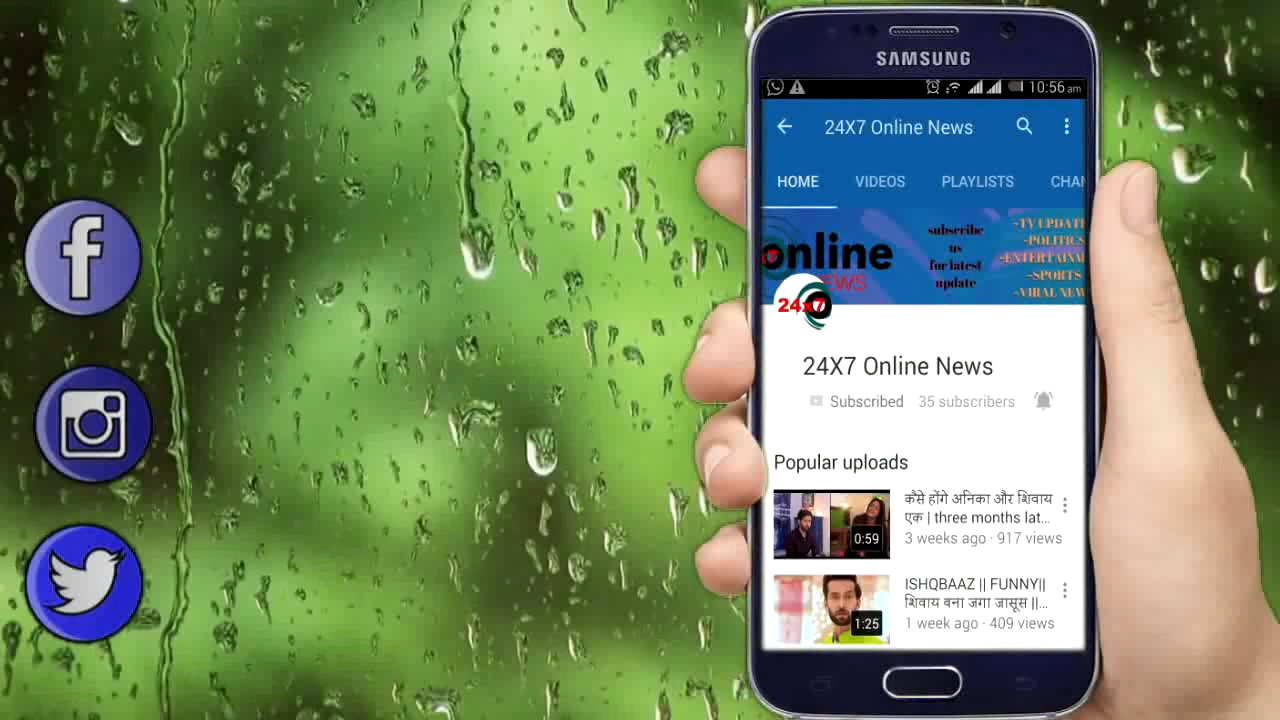 SAMSUNG
10:56 am
24X7 Online News
HOME VIDEOS PLAYLISTS CHAN
online
NEWS
24x7
subscribe
us
for latest
update
~TV UPDATE
~POLITICS
~ENTERTAINM
~SPORTS
~VIRAL NEW
24X7 Online News
Subscribed 35 subscribers
Popular uploads
कैसे होंगे अनिका और शिवाय
एक | three months lat...
3 weeks ago · 917 views
0:59
ISHQBAAZ || FUNNY||
शिवाय बना जगा जासूस ||...
1 week ago · 409 views
1:25